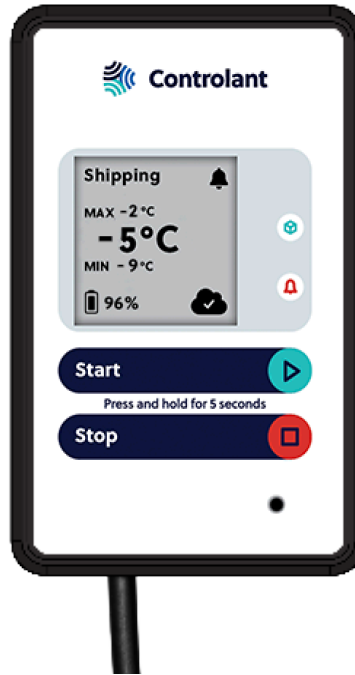 Controlant
Shipping
MAX -2°C
-5°C
MIN -9°C
96%
Start
Press and hold for 5 seconds
Stop